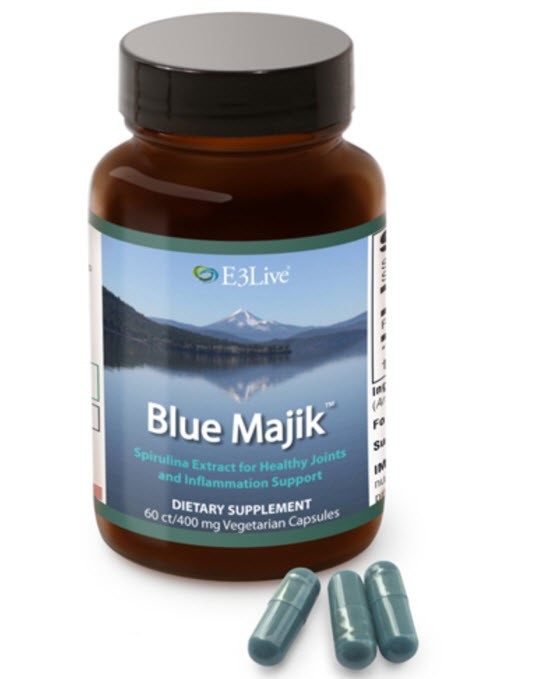 E3Live®
Blue Majik™
Spirulina Extract for Healthy Joints
and Inflammation Support
DIETARY SUPPLEMENT
60 ct/400 mg Vegetarian Capsules